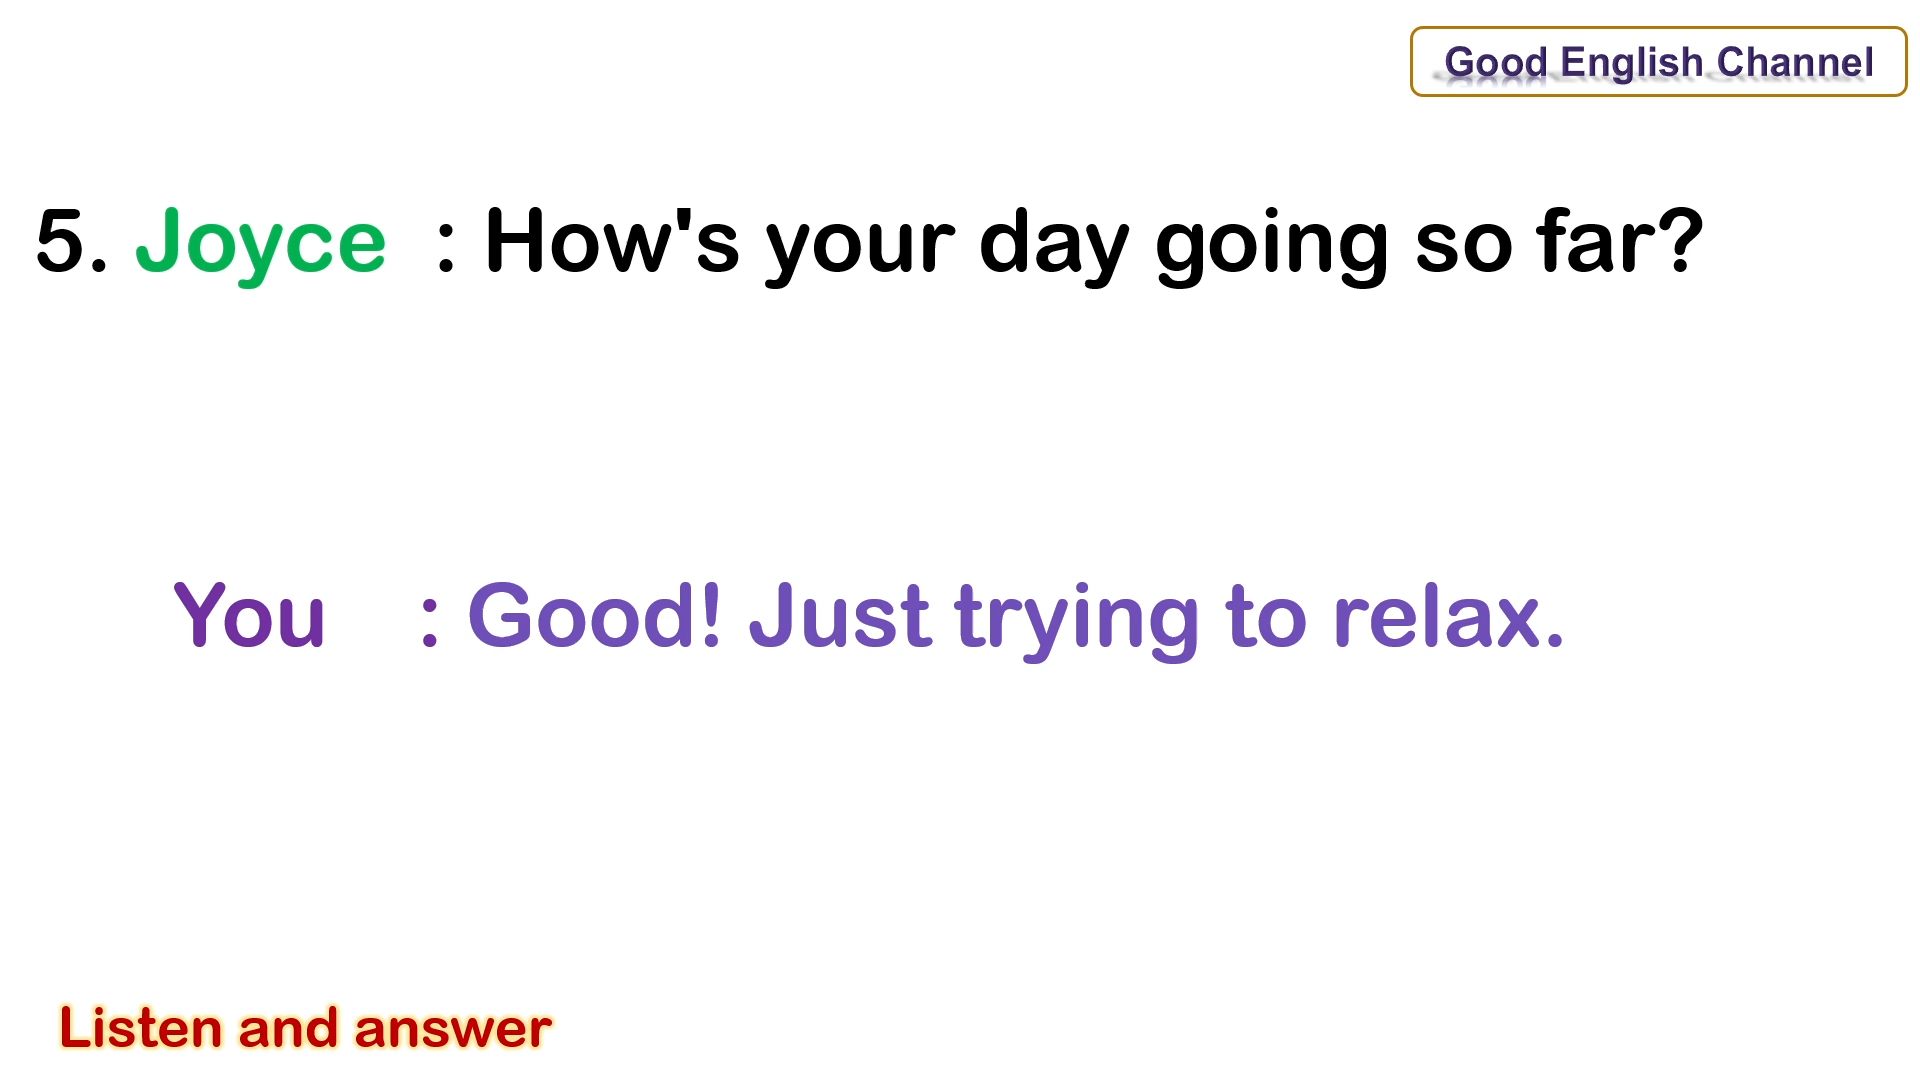 Good English Channel
5. Joyce : How's your day going so far?
You : Good! Just trying to relax.
Listen and answer